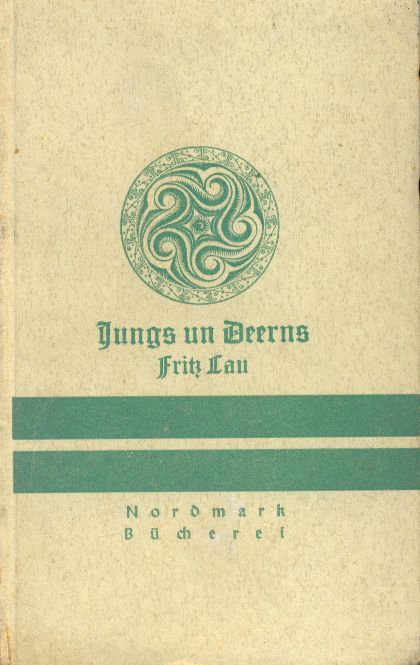 Jungs un Deerns
Fritz Lau
Nordmark
Bücherei